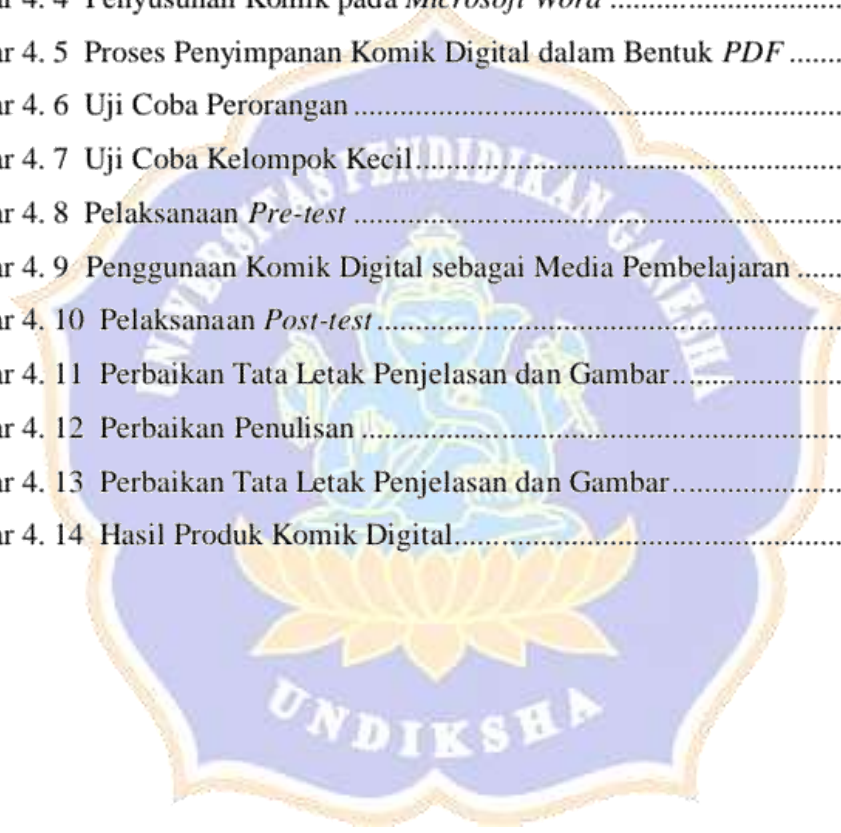 ar 4. 4 Penyusunan Komik pada Microsoft Word ..............................
ar 4. 5 Proses Penyimpanan Komik Digital dalam Bentuk PDF .......
ar 4. 6 Uji Coba Perorangan ...............................................................
ar 4. 7 Uji Coba Kelompok Kecil.......................................................
ar 4. 8 Pelaksanaan Pre-test ...............................................................
ar 4. 9 Penggunaan Komik Digital sebagai Media Pembelajaran ......
ar 4. 10 Pelaksanaan Post-test ............................................................
ar 4. 11 Perbaikan Tata Letak Penjelasan dan Gambar......................
ar 4. 12 Perbaikan Penulisan ..............................................................
ar 4. 13 Perbaikan Tata Letak Penjelasan dan Gambar......................
ar 4. 14 Hasil Produk Komik Digital..................................................
UNIVERSITAS PENDIDIKAN GANESHA
UNDIKSHA